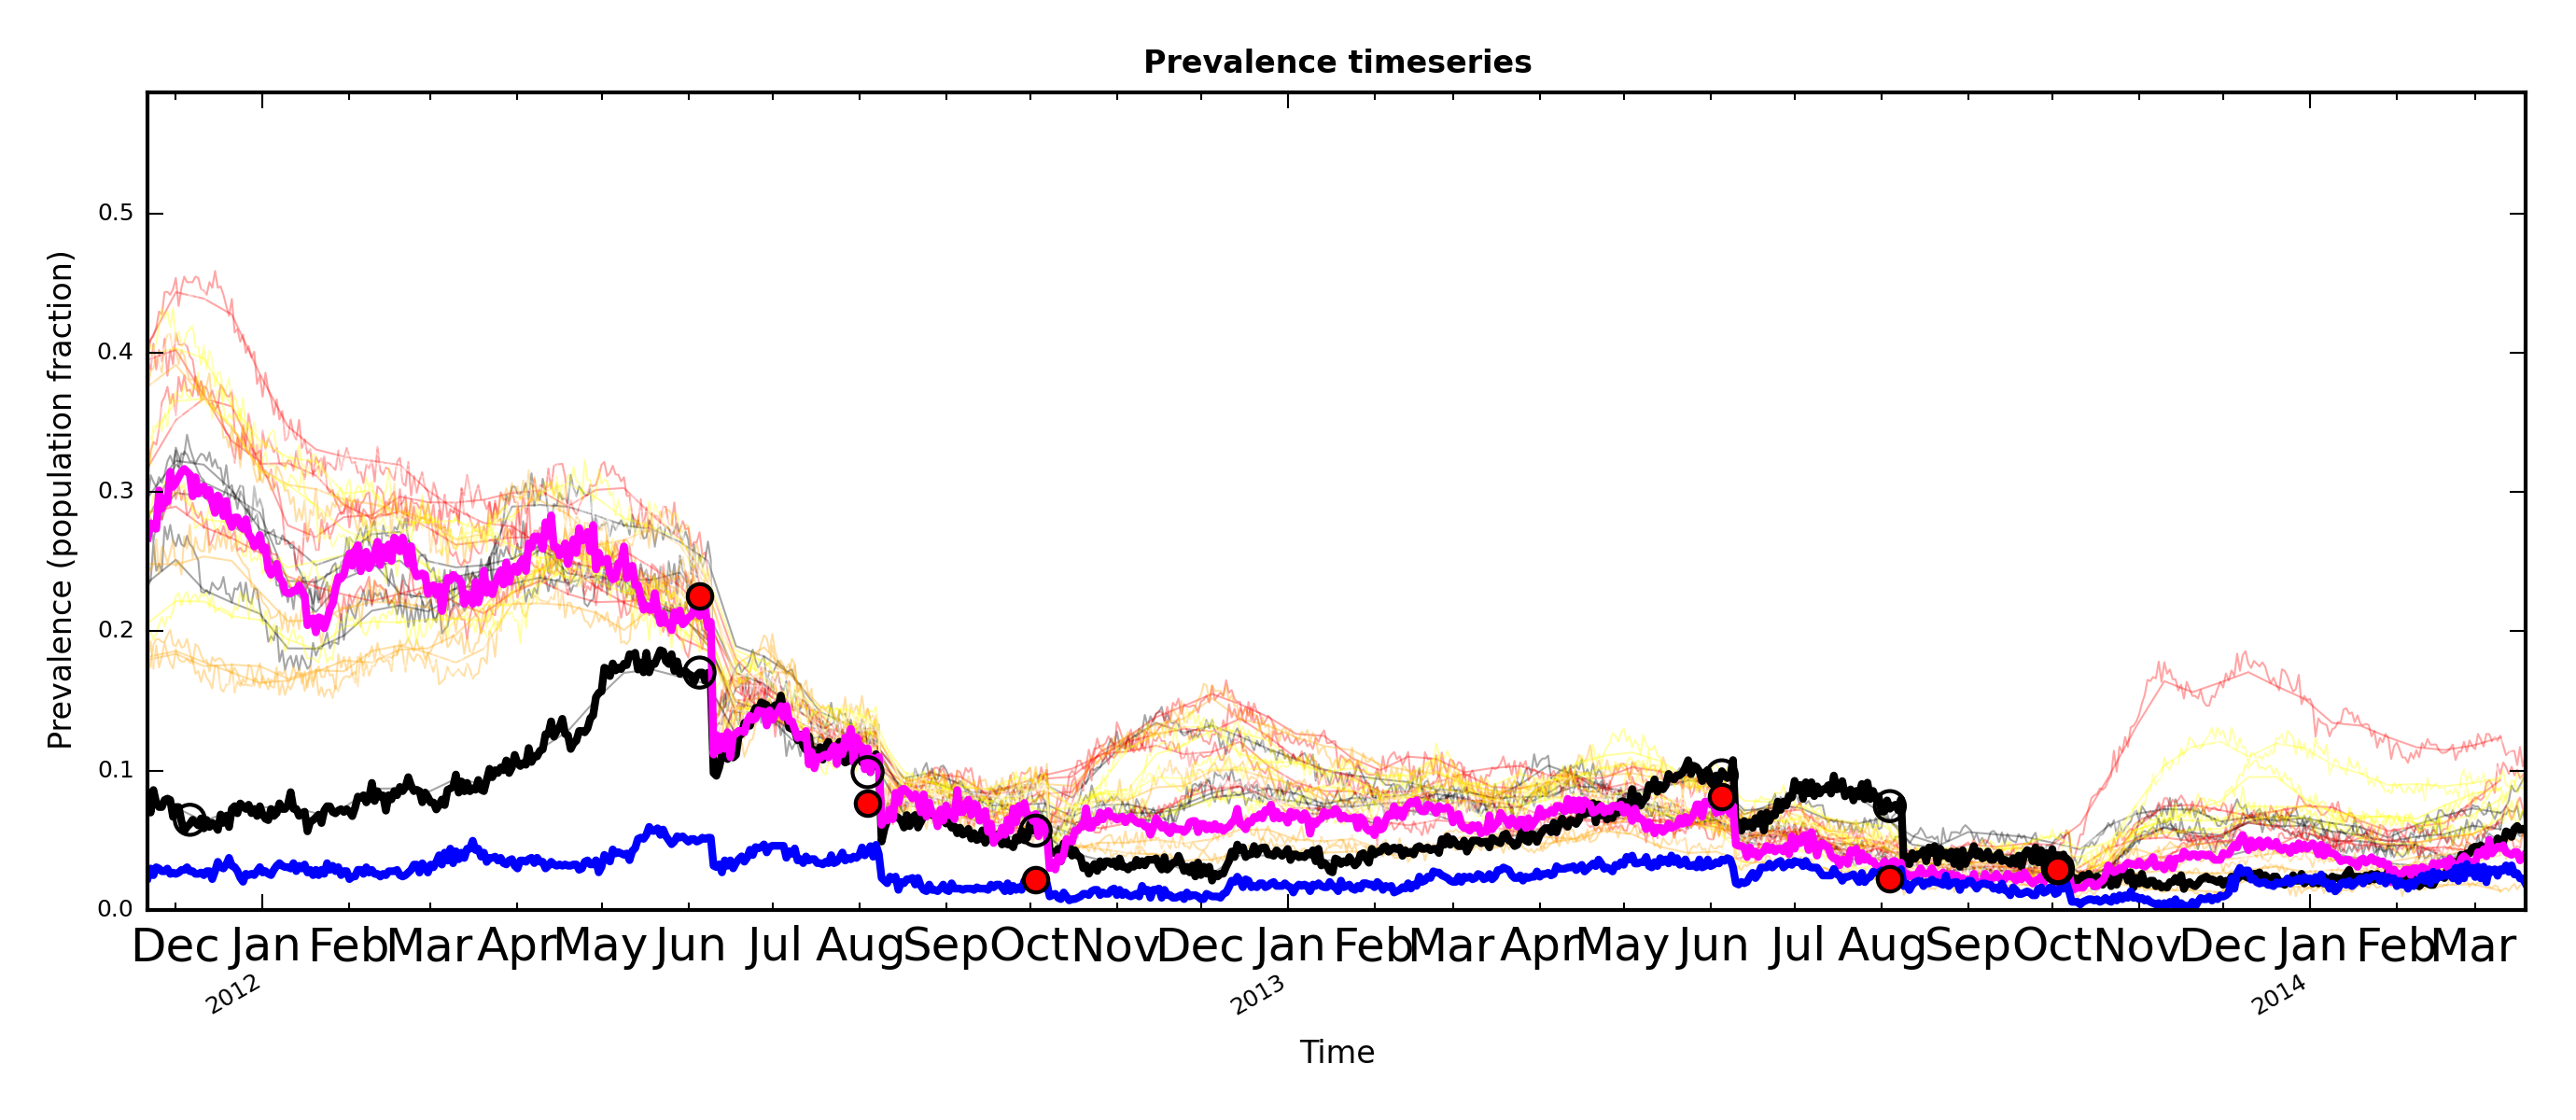 Prevalence timeseries
Prevalence (population fraction)
0.5
0.4
0.3
0.2
0.1
0.0
Dec Jan Feb Mar Apr May Jun Jul Aug Sep Oct Nov Dec Jan Feb Mar Apr May Jun Jul Aug Sep Oct Nov Dec Jan Feb Mar
2012 2013 2014
Time